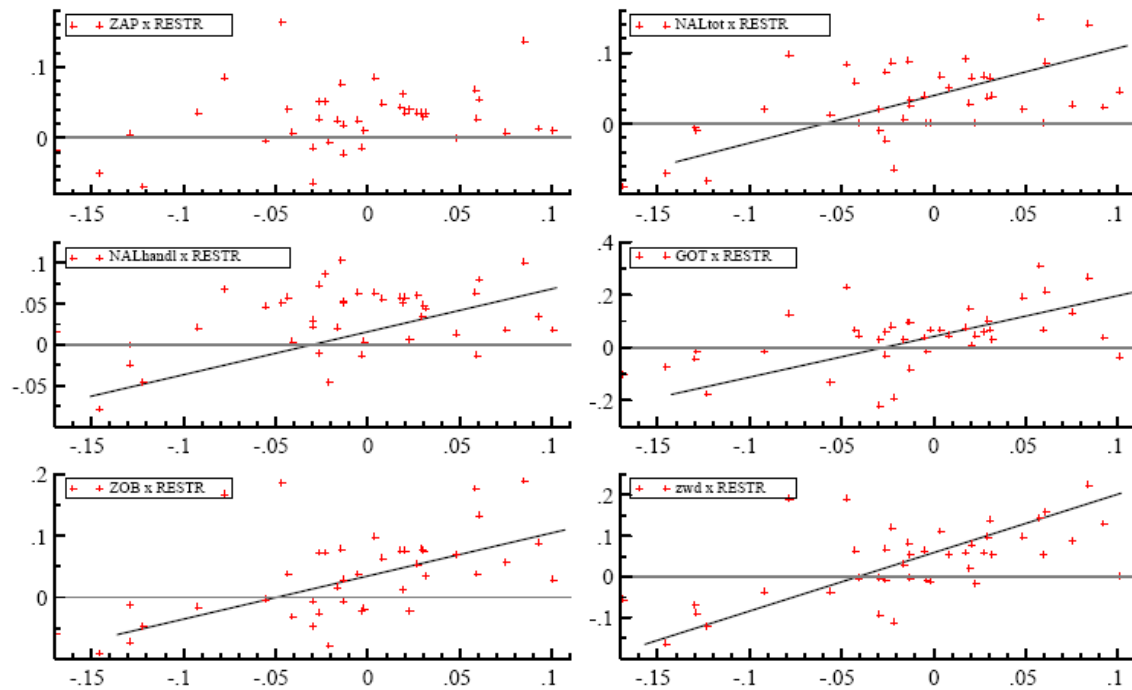 ZAP x RESTR
.1
0
-.15 -.1 -.05 0 .05 .1
NALtot x RESTR
.1
0
-.15 -.1 -.05 0 .05 .1
NALhandl x RESTR
.1
.05
0
-.05
-.15 -.1 -.05 0 .05 .1
GOT x RESTR
.4
.2
0
-.2
-.15 -.1 -.05 0 .05 .1
ZOB x RESTR
.2
.1
0
-.15 -.1 -.05 0 .05 .1
zwd x RESTR
.2
.1
0
-.1
-.15 -.1 -.05 0 .05 .1